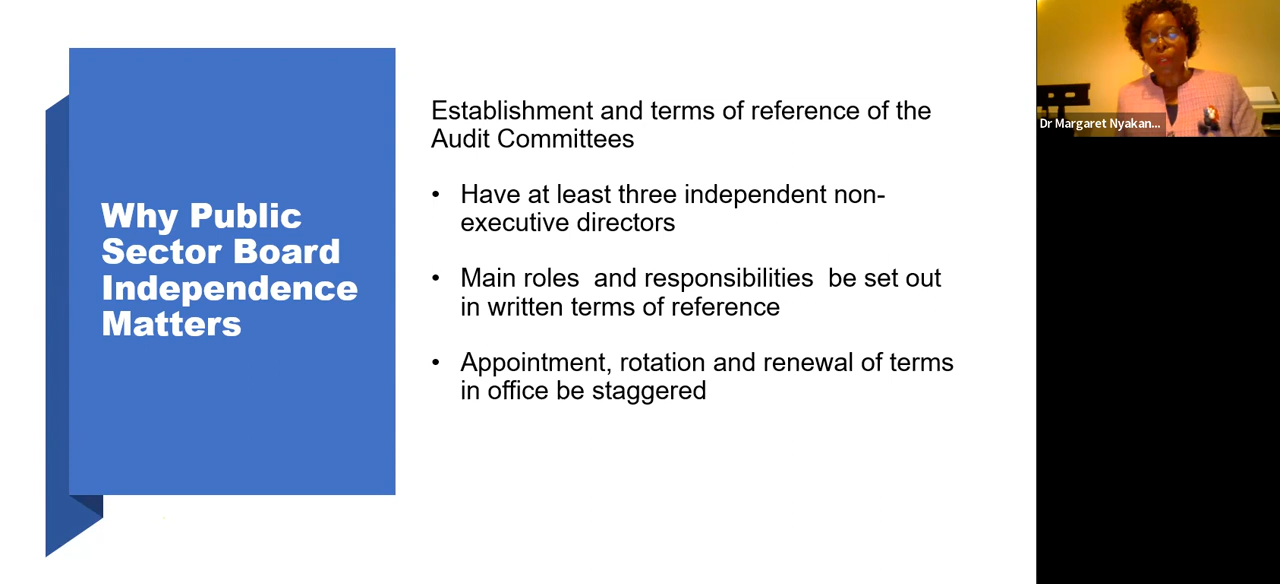 Why Public
Sector Board
Independence
Matters
Establishment and terms of reference of the
Audit Committees
• Have at least three independent non-
executive directors
• Main roles  and responsibilities  be set out
in written terms of reference
• Appointment, rotation and renewal of terms
in office be staggered
Dr Margaret Nyakan...